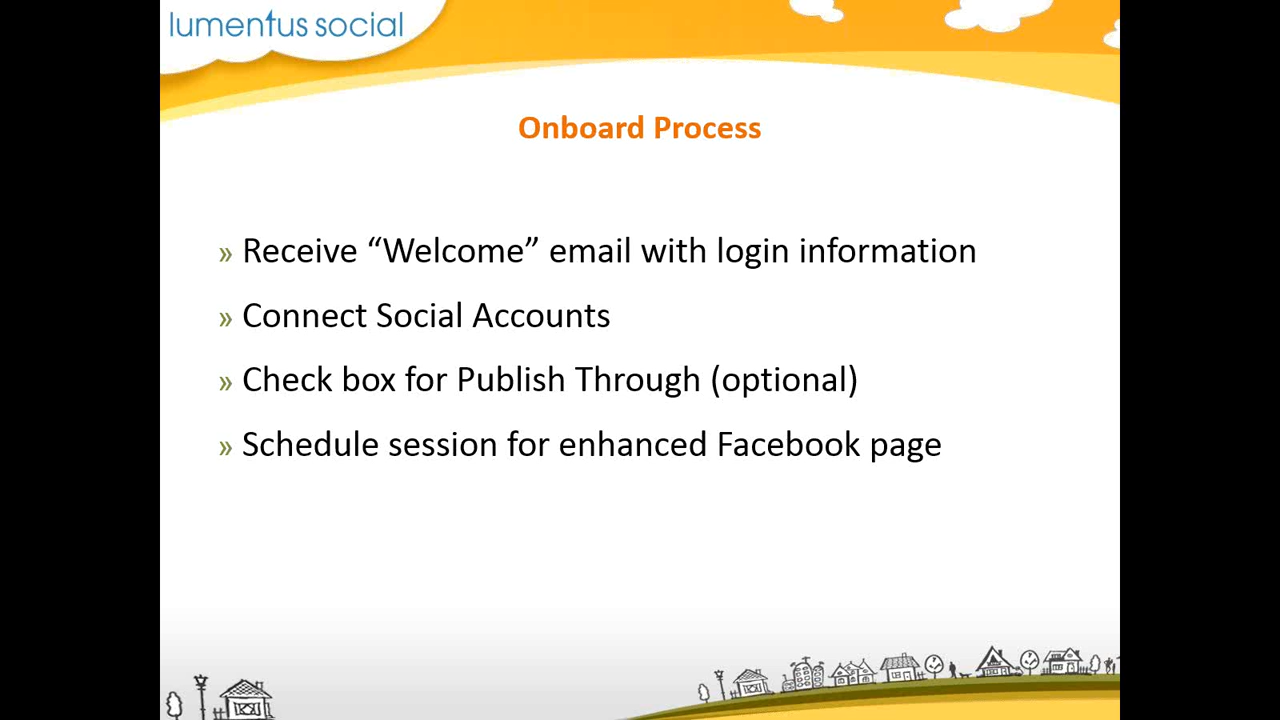 lumentus social
Onboard Process
» Receive “Welcome” email with login information
» Connect Social Accounts
» Check box for Publish Through (optional)
» Schedule session for enhanced Facebook page